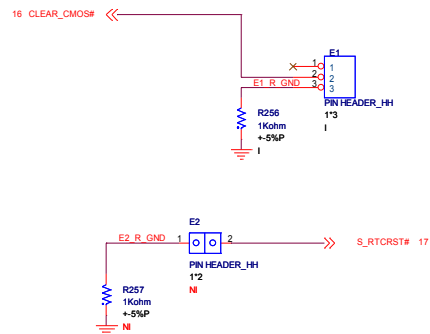 16 CLEAR_CMOS#
E1
1 1
2 2
E1_R_GND 3 3
PIN HEADER_HH
1*3
I
R256
1Kohm
+-5%P
I
E2
E2_R_GND 1 2 S_RTCRST# 17
PIN HEADER_HH
1*2
NI
R257
1Kohm
+-5%P
NI